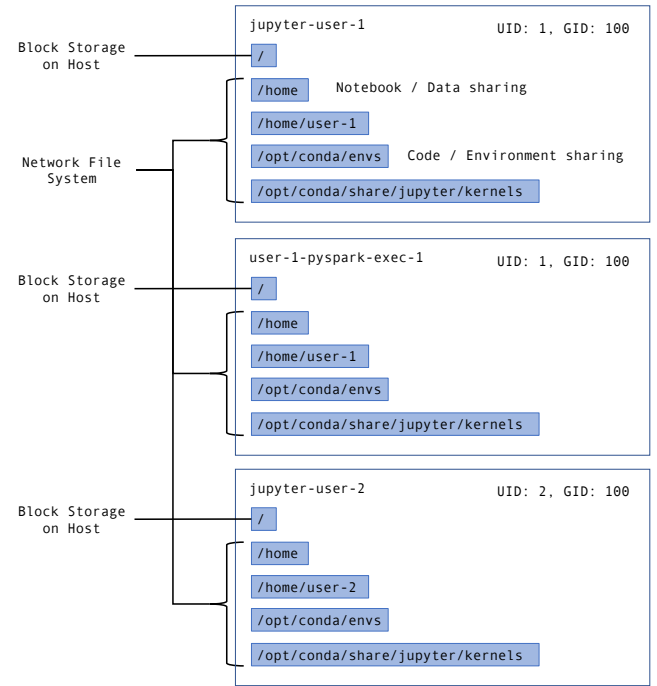 jupyter-user-1
UID: 1, GID: 100
Block Storage
on Host
/
/home
Notebook / Data sharing
/home/user-1
Network File
System
/opt/conda/envs
Code / Environment sharing
/opt/conda/share/jupyter/kernels
user-1-pyspark-exec-1
UID: 1, GID: 100
Block Storage
on Host
/
/home
/home/user-1
/opt/conda/envs
/opt/conda/share/jupyter/kernels
jupyter-user-2
UID: 2, GID: 100
Block Storage
on Host
/
/home
/home/user-2
/opt/conda/envs
/opt/conda/share/jupyter/kernels